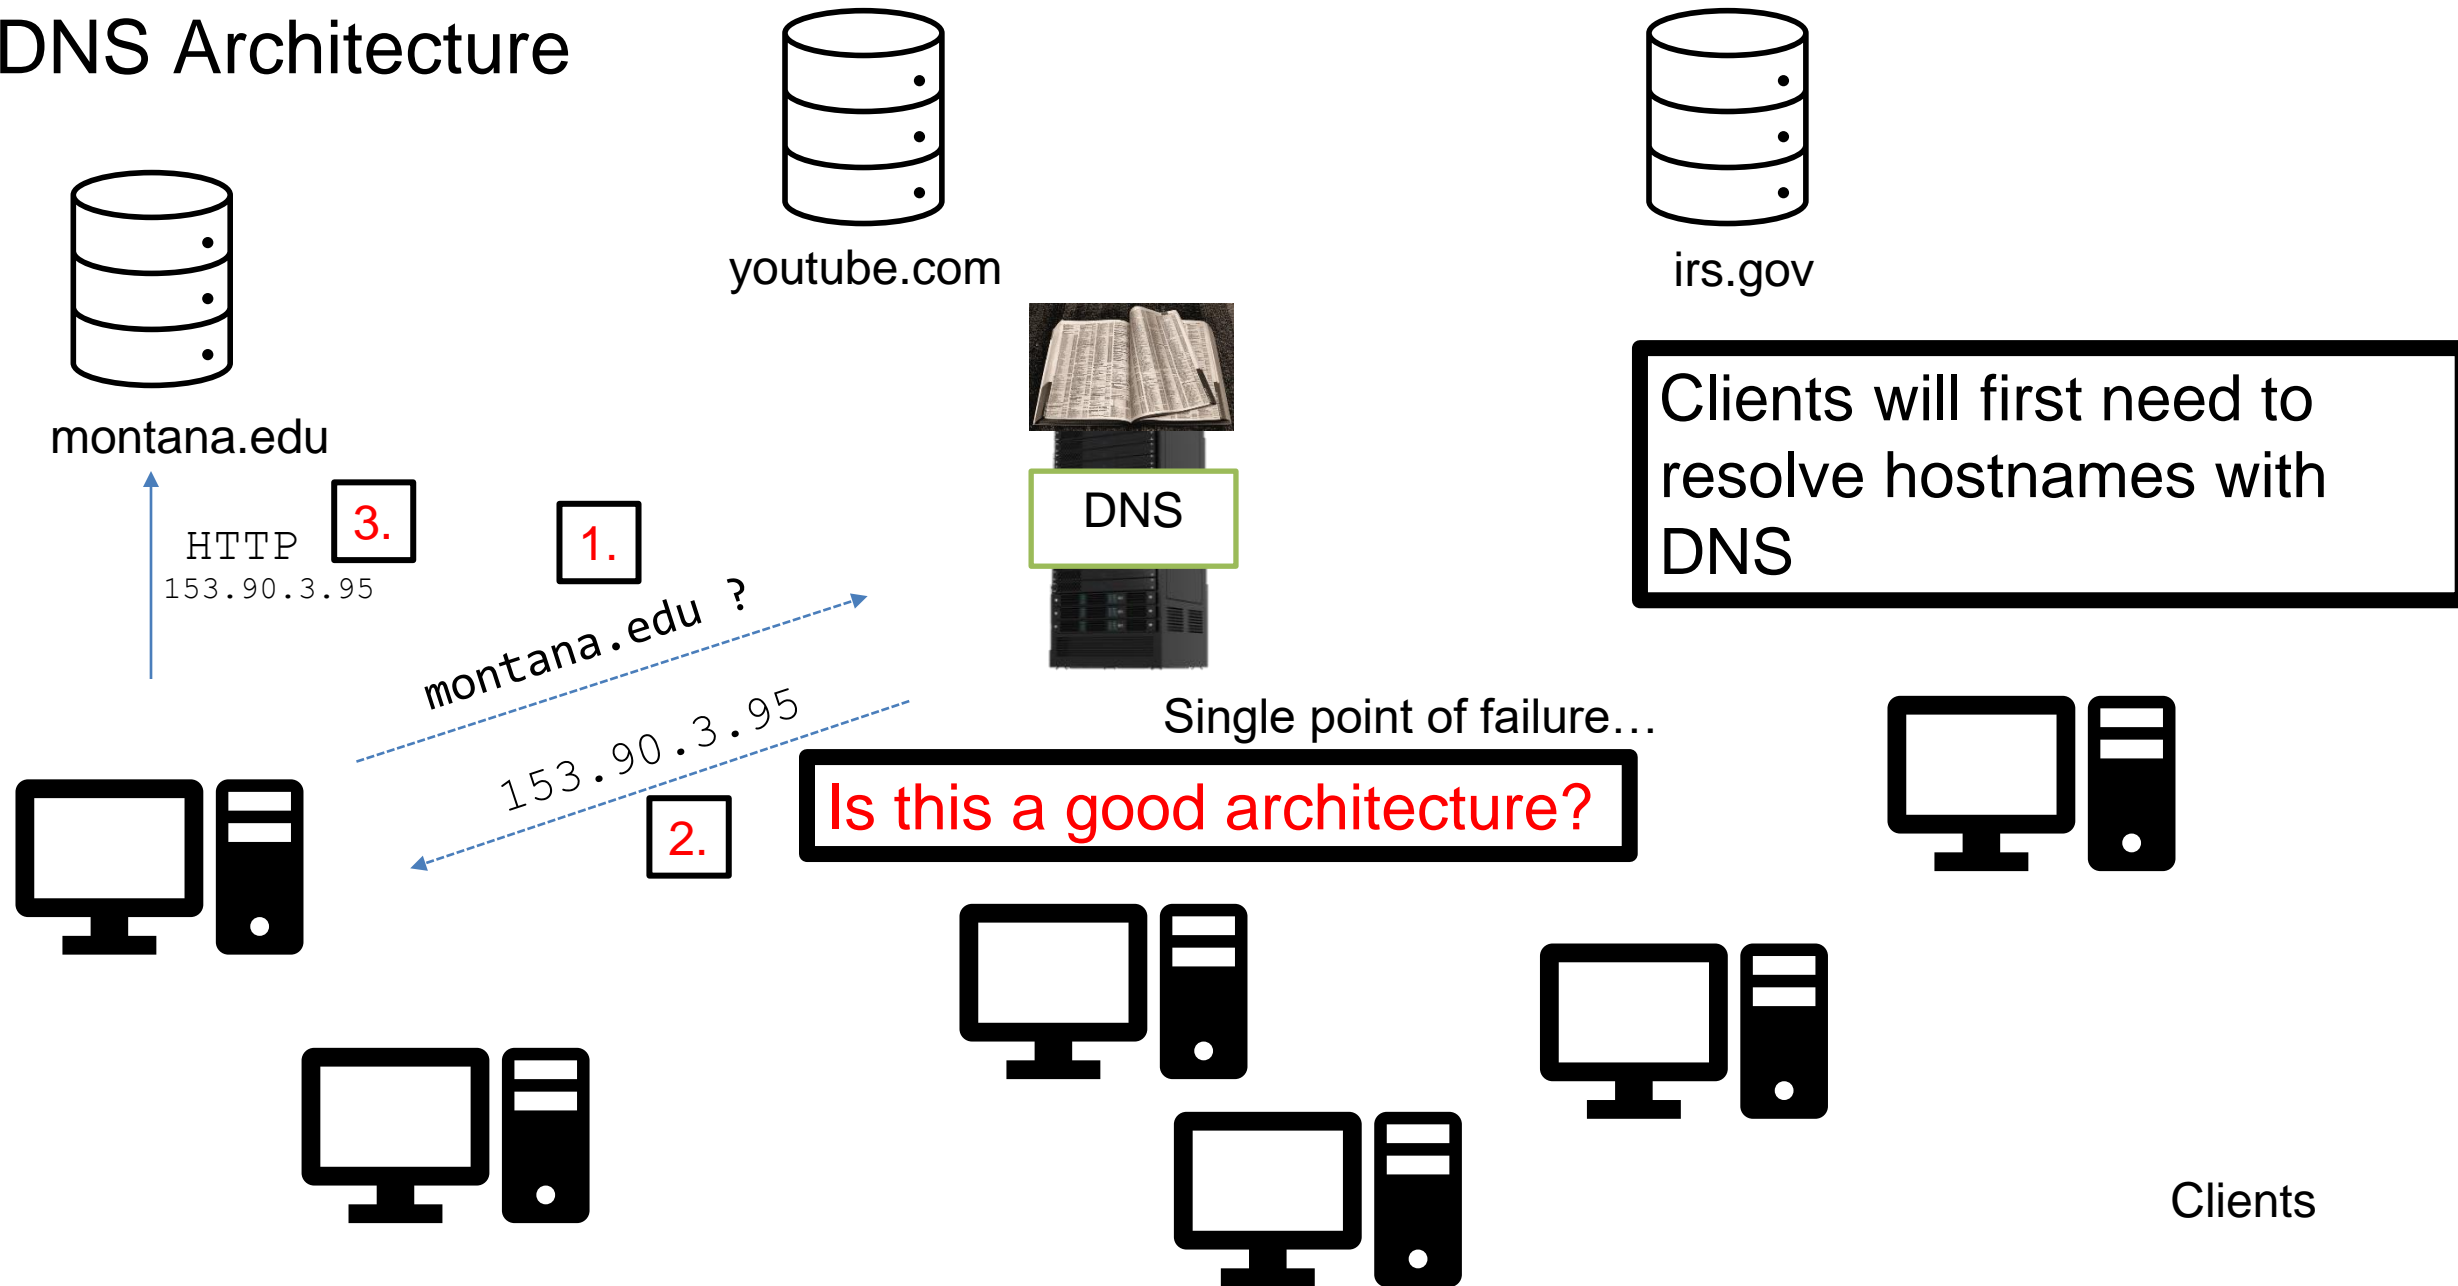 DNS Architecture
youtube.com
irs.gov
montana.edu
Clients will first need to
resolve hostnames with
DNS
DNS
3.
1.
HTTP
153.90.3.95
montana.edu ?
153.90.3.95
2.
Single point of failure…
Is this a good architecture?
Clients